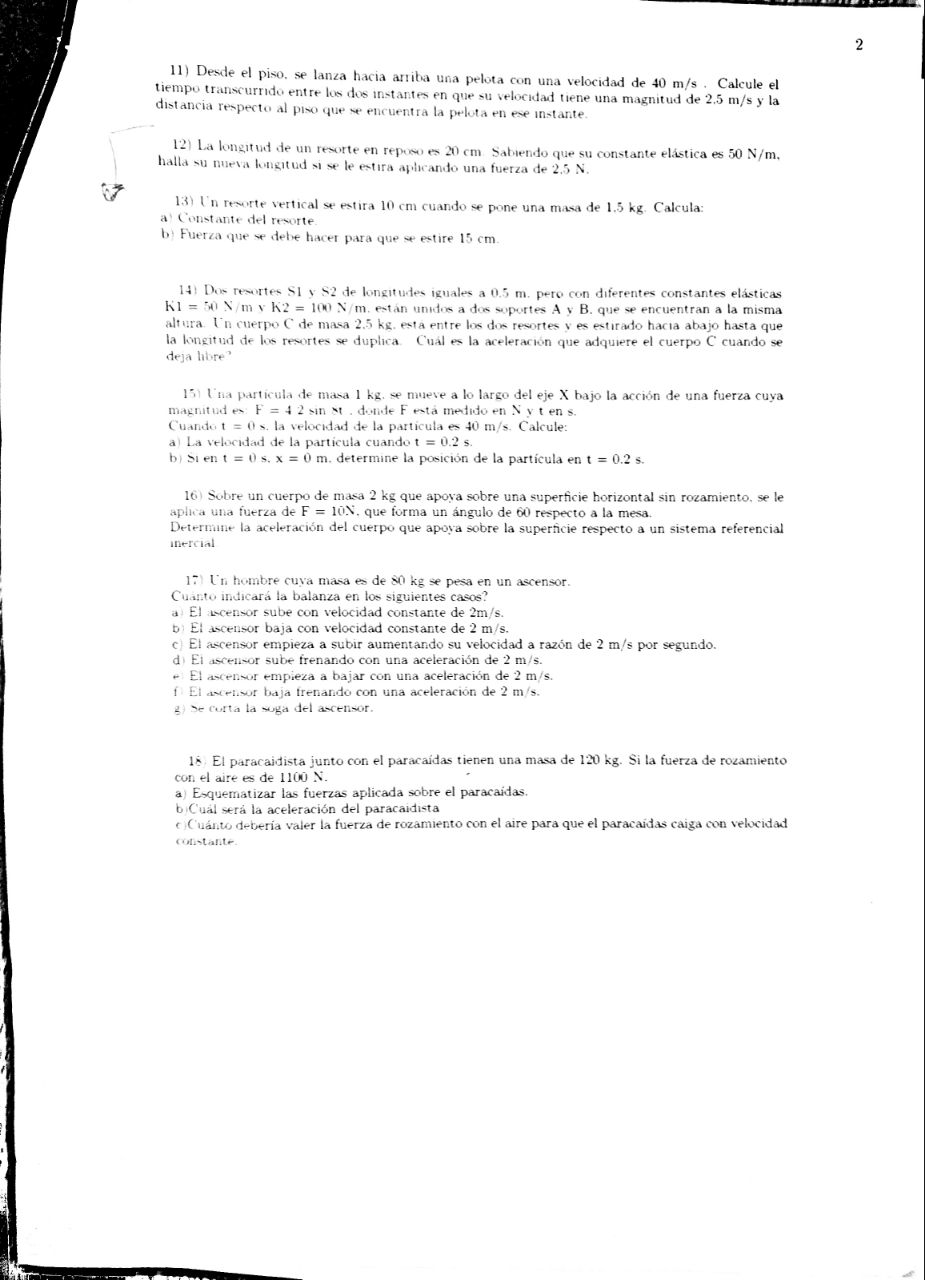 2
11) Desde el piso, se lanza hacia arriba una pelota con una velocidad de 40 m/s . Calcule el
tiempo transcurrido entre los dos instantes en que su velocidad tiene una magnitud de 2,5 m/s y la
distancia respecto al piso que se encuentra la pelota en ese instante.
12) La longitud de un resorte en reposo es 20 cm. Sabiendo que su constante elástica es 50 N/m,
halla su nueva longitud si se le estira aplicando una fuerza de 2,5 N.
13) Un resorte vertical se estira 10 cm cuando se pone una masa de 1,5 kg. Calcula:
a) Constante del resorte.
b) Fuerza que se debe hacer para que se estire 15 cm.
14) Dos resortes S1 y S2 de longitudes iguales a 0.5 m, pero con diferentes constantes elásticas
K1 = 50 N/m y K2 = 100 N/m, están unidos a dos soportes A y B, que se encuentran a la misma
altura. Un cuerpo C de masa 2,5 kg, esta entre los dos resortes y es estirado hacia abajo hasta que
la longitud de los resortes se duplica. Cuál es la aceleración que adquiere el cuerpo C cuando se
deja libre?
15) Una partícula de masa 1 kg, se mueve a lo largo del eje X bajo la acción de una fuerza cuya
magnitud es F = 4 2 sin 8t , donde F está medido en N y t en s.
Cuando t = 0 s, la velocidad de la partícula es 40 m/s. Calcule:
a) La velocidad de la partícula cuando t = 0.2 s.
b) Si en t = 0 s, x = 0 m, determine la posición de la partícula en t = 0.2 s.
16) Sobre un cuerpo de masa 2 kg que apoya sobre una superficie horizontal sin rozamiento, se le
aplica una fuerza de F = 10N, que forma un ángulo de 60 respecto a la mesa.
Determine la aceleración del cuerpo que apoya sobre la superficie respecto a un sistema referencial
inercial.
17) Un hombre cuya masa es de 80 kg se pesa en un ascensor.
Cuánto indicará la balanza en los siguientes casos?
a) El ascensor sube con velocidad constante de 2m/s.
b) El ascensor baja con velocidad constante de 2 m/s.
c) El ascensor empieza a subir aumentando su velocidad a razón de 2 m/s por segundo.
d) El ascensor sube frenando con una aceleración de 2 m/s.
e) El ascensor empieza a bajar con una aceleración de 2 m/s.
f) El ascensor baja frenando con una aceleración de 2 m/s.
g) Se corta la soga del ascensor.
18) El paracaidista junto con el paracaídas tienen una masa de 120 kg. Si la fuerza de rozamiento
con el aire es de 1100 N.
a) Esquematizar las fuerzas aplicada sobre el paracaídas.
b)Cuál será la aceleración del paracaidista
c)Cuánto debería valer la fuerza de rozamiento con el aire para que el paracaídas caiga con velocidad
constante.